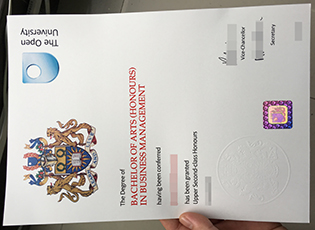 The Open
University
The Degree of
BACHELOR OF ARTS (HONOURS)
IN BUSINESS MANAGEMENT
having been conferred
has been granted
Upper Second-class Honours
Vice-Chancellor
Secretary